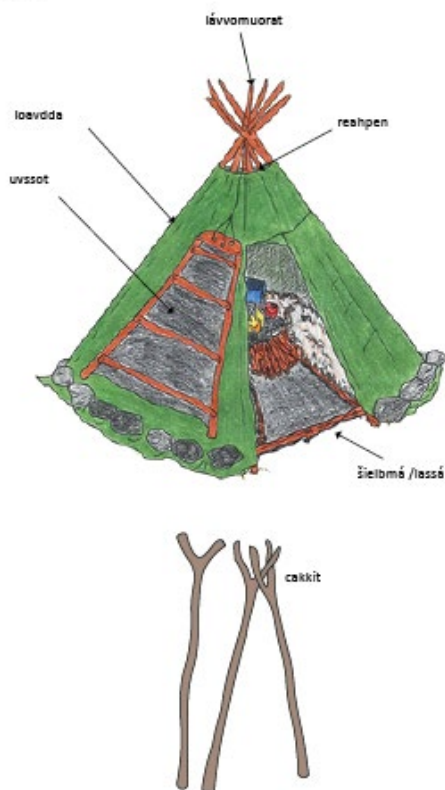 lávvomuorat
loavdda
reahpen
uvssot
šielbmá /lassá
cakkit